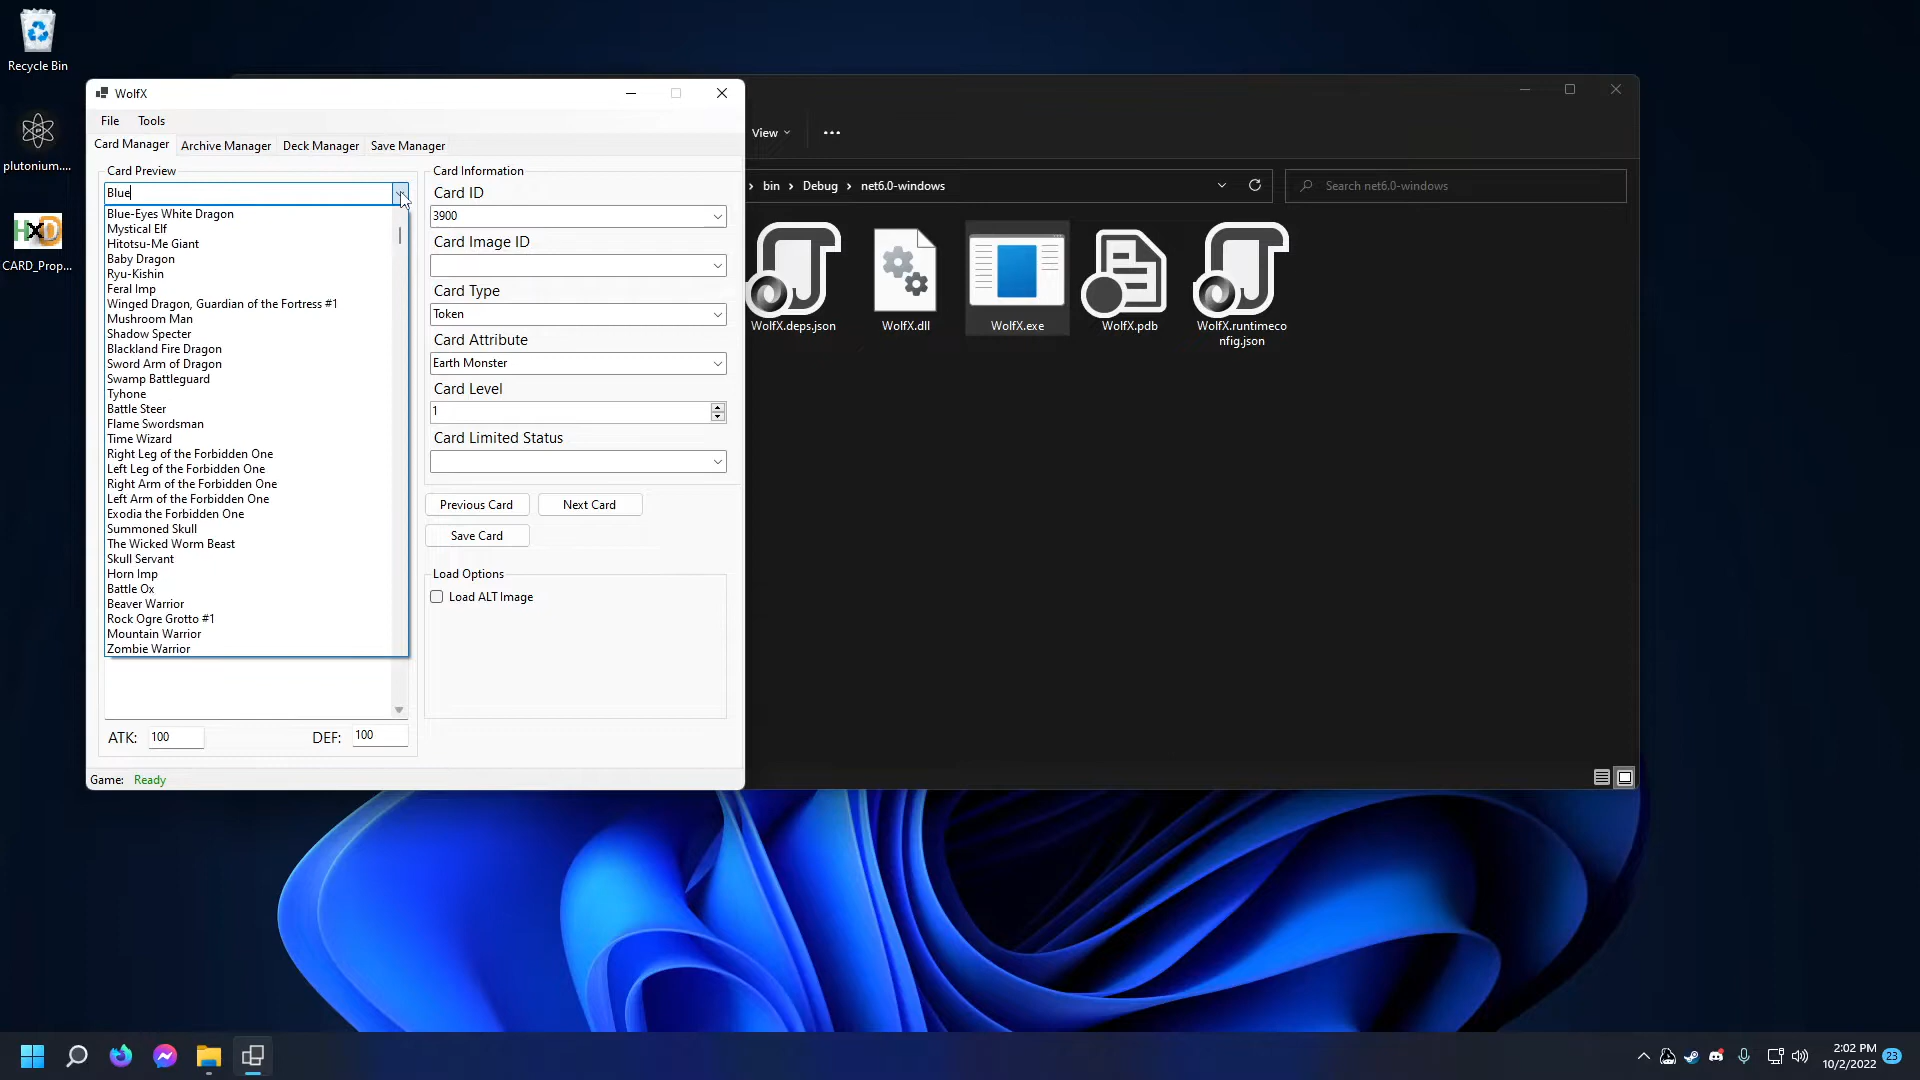 Recycle Bin
plutonium....
HXD
CARD_Prop...
WolfX
File
Tools
Card Manager
Archive Manager
Deck Manager
Save Manager
Card Preview
Blue
Blue-Eyes White Dragon
Mystical Elf
Hitotsu-Me Giant
Baby Dragon
Ryu-Kishin
Feral Imp
Winged Dragon, Guardian of the Fortress #1
Mushroom Man
Shadow Specter
Blackland Fire Dragon
Sword Arm of Dragon
Swamp Battleguard
Tyhone
Battle Steer
Flame Swordsman
Time Wizard
Right Leg of the Forbidden One
Left Leg of the Forbidden One
Right Arm of the Forbidden One
Left Arm of the Forbidden One
Exodia the Forbidden One
Summoned Skull
The Wicked Worm Beast
Skull Servant
Horn Imp
Battle Ox
Beaver Warrior
Rock Ogre Grotto #1
Mountain Warrior
Zombie Warrior
ATK:
100
DEF:
100
Game:
Ready
Card Information
Card ID
3900
Card Image ID
Card Type
Token
Card Attribute
Earth Monster
Card Level
1
Card Limited Status
Previous Card
Next Card
Save Card
Load Options
Load ALT Image
View
bin
Debug
net6.0-windows
Search net6.0-windows
WolfX.deps.json
WolfX.dll
WolfX.exe
WolfX.pdb
WolfX.runtimeco
nfig.json
2:02 PM
10/2/2022
23